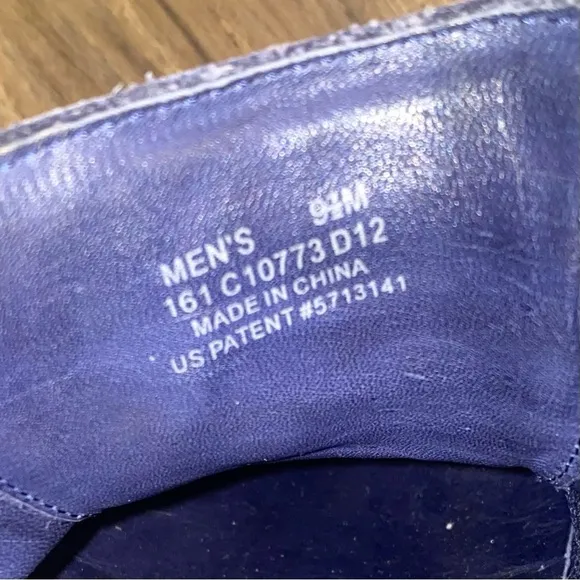 MEN'S 9½M
161 C10773 D12
MADE IN CHINA
US PATENT #5713141